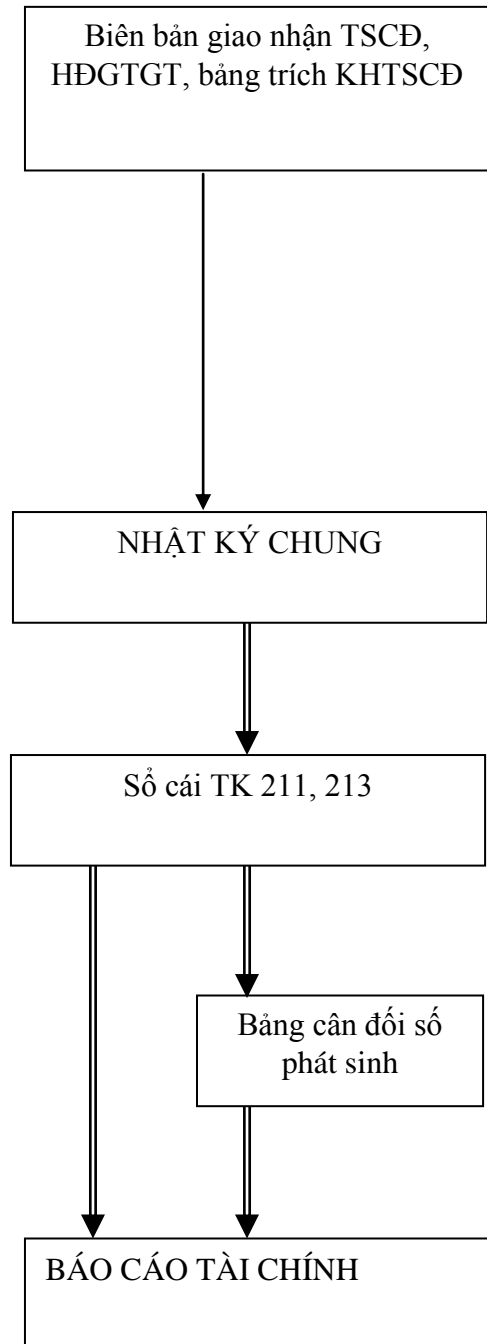 Biên bản giao nhận TSCĐ,
HĐGTGT, bảng trích KHTSCĐ
NHẬT KÝ CHUNG
Sổ cái TK 211, 213
Bảng cân đối số
phát sinh
BÁO CÁO TÀI CHÍNH